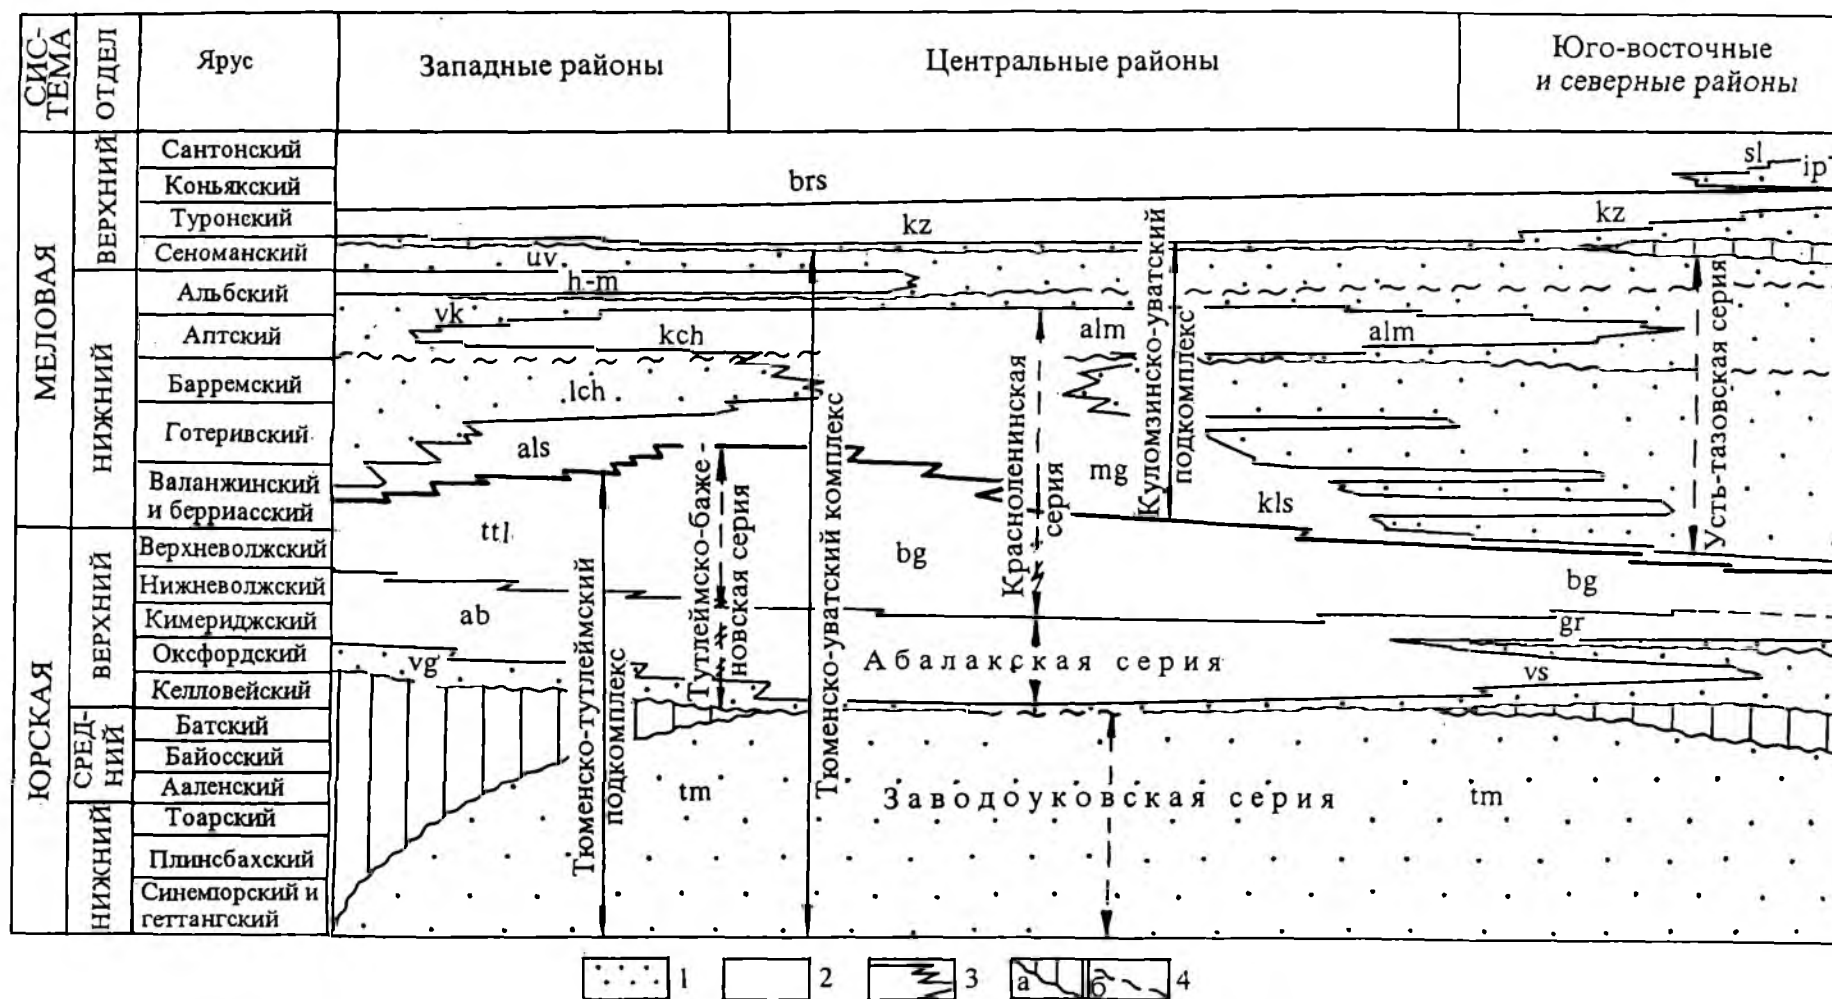 СИС-
ТЕМА
ОТДЕЛ
Ярус
Западные районы
Центральные районы
Юго-восточные
и северные районы
МЕЛОВАЯ
ВЕРХНИЙ
НИЖНИЙ
Сантонский
Коньякский
Туронский
Сеноманский
Альбский
Аптский
Барремский
Готеривский
Валанжинский
и берриасский
ЮРСКАЯ
ВЕРХНИЙ
СРЕД-
НИЙ
НИЖНИЙ
Верхневолжский
Нижневолжский
Кимериджский
Оксфордский
Келловейский
Батский
Байосский
Ааленский
Тоарский
Плинсбахский
Синемюрский и
геттангский
brs
sl
ip
kz
kz
uv
h-m
vk
kch
alm
alm
lch
als
mg
kls
ttl
bg
bg
ab
gr
vg
vs
tm
tm
Тюменско-тутлеймский
подкомплекс
Тутлеймско-баже-
новская серия
Тюменско-уватский комплекс
Краснолeнинская
серия
Куломзинско-уватский
подкомплекс
Усть-тазовская серия
Абалакская серия
Заводоуковская серия
1
2
3
а
б
4